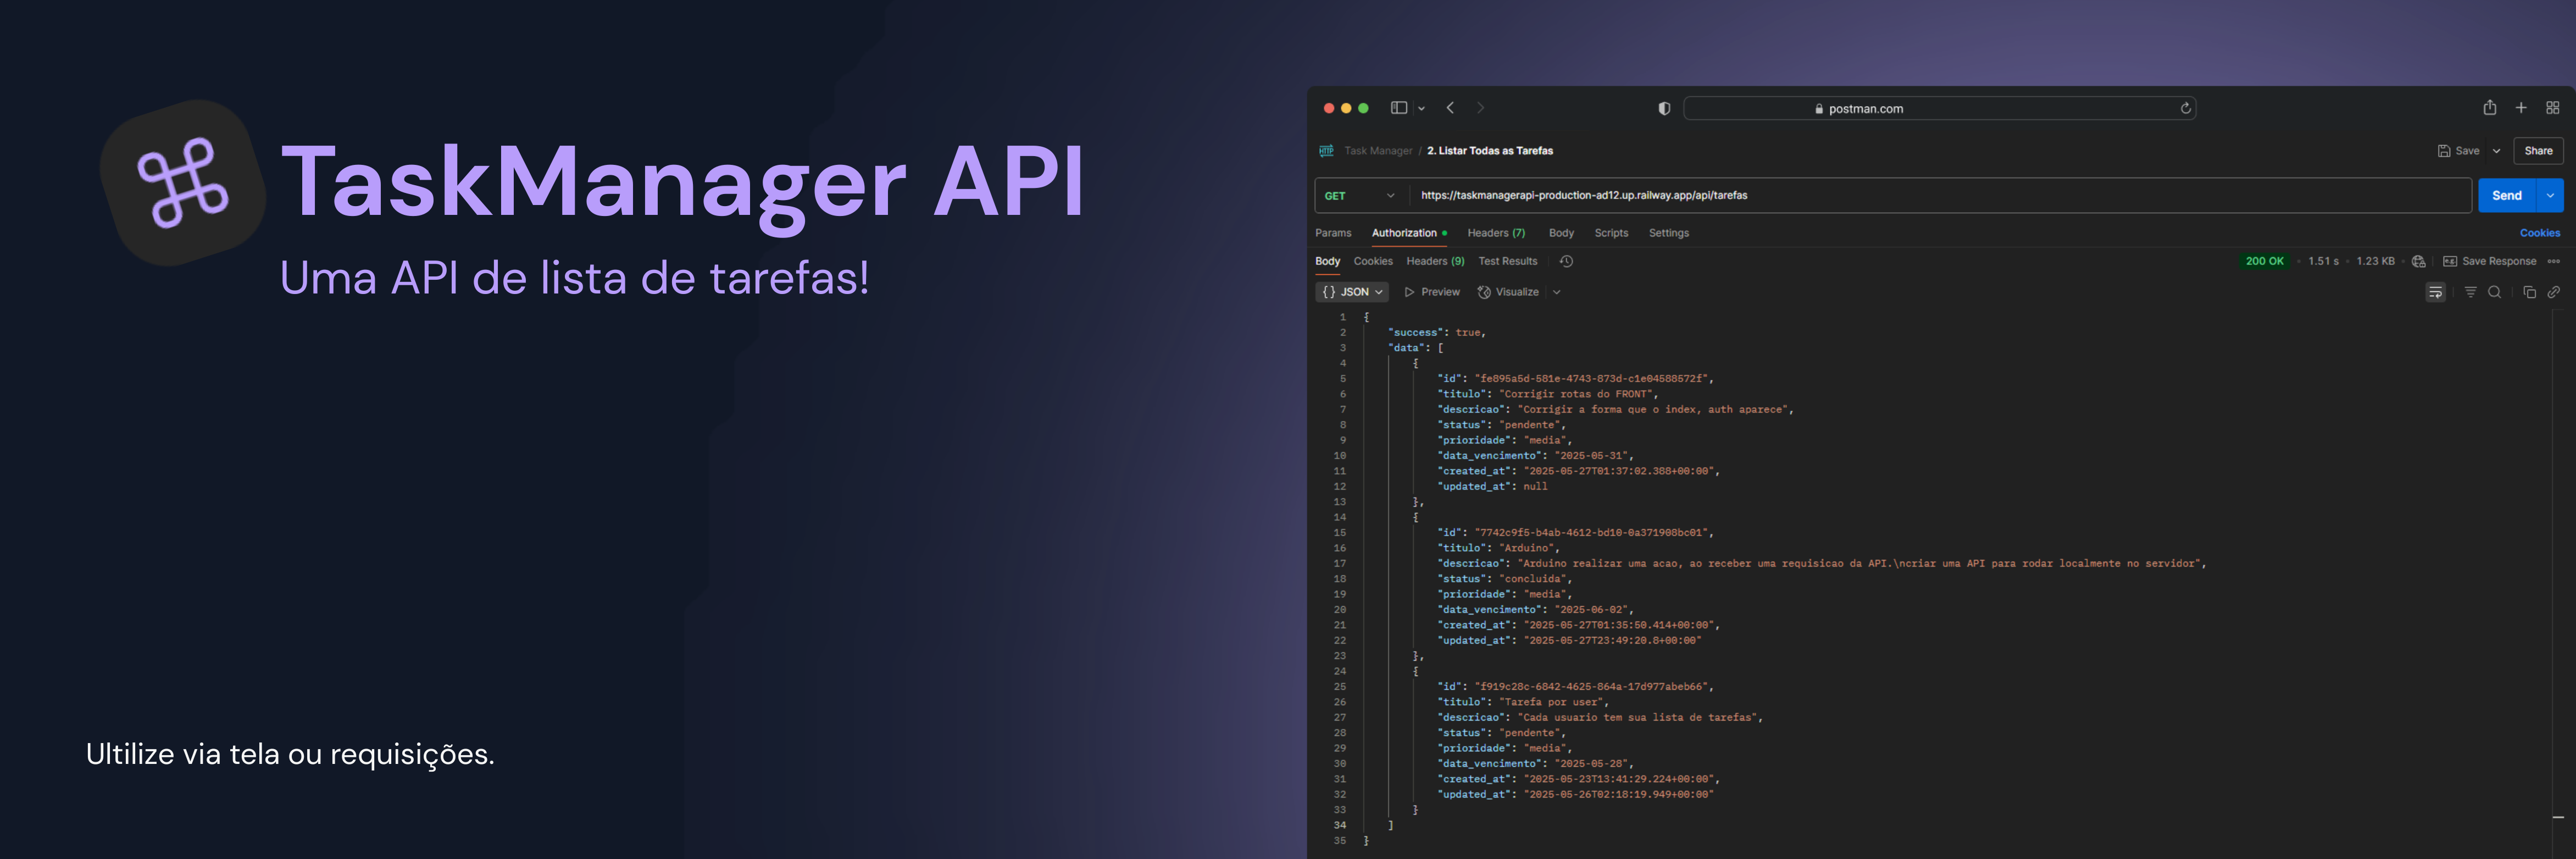 TaskManager API
Uma API de lista de tarefas!
Ultilize via tela ou requisições.
postman.com
HTTP Task Manager / 2. Listar Todas as Tarefas Save Share
GET https://taskmanagerapi-production-ad12.up.railway.app/api/tarefas Send
Params Authorization Headers (7) Body Scripts Settings Cookies
Body Cookies Headers (9) Test Results 200 OK 1.51 s 1.23 KB Save Response
{} JSON Preview Visualize
1 {
2 "success": true,
3 "data": [
4 {
5 "id": "fe895a5d-581e-4743-873d-c1e04588572f",
6 "titulo": "Corrigir rotas do FRONT",
7 "descricao": "Corrigir a forma que o index, auth aparece",
8 "status": "pendente",
9 "prioridade": "media",
10 "data_vencimento": "2025-05-31",
11 "created_at": "2025-05-27T01:37:02.388+00:00",
12 "updated_at": null
13 },
14 {
15 "id": "7742c9f5-b4ab-4612-bd10-0a371908bc01",
16 "titulo": "Arduino",
17 "descricao": "Arduino realizar uma acao, ao receber uma requisicao da API.\ncriar uma API para rodar localmente no servidor",
18 "status": "concluida",
19 "prioridade": "media",
20 "data_vencimento": "2025-06-02",
21 "created_at": "2025-05-27T01:35:50.414+00:00",
22 "updated_at": "2025-05-27T23:49:20.8+00:00"
23 },
24 {
25 "id": "f919c28c-6842-4625-864a-17d977abeb66",
26 "titulo": "Tarefa por user",
27 "descricao": "Cada usuario tem sua lista de tarefas",
28 "status": "pendente",
29 "prioridade": "media",
30 "data_vencimento": "2025-05-28",
31 "created_at": "2025-05-23T13:41:29.224+00:00",
32 "updated_at": "2025-05-26T02:18:19.949+00:00"
33 }
34 ]
35 }